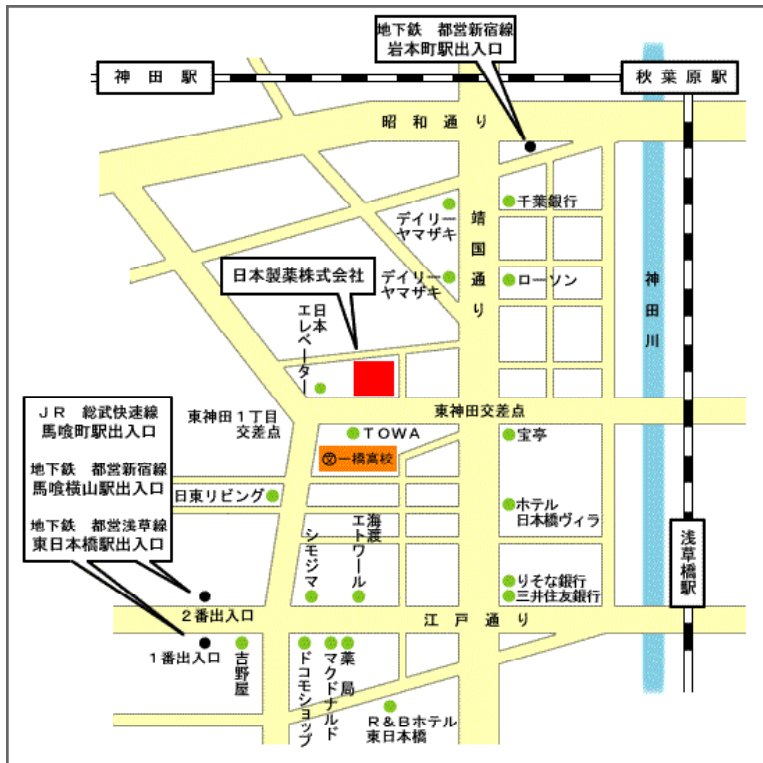 地下鉄 都営新宿線
岩本町駅出入口
神田駅
秋葉原駅
昭和通り
千葉銀行
デイリー
ヤマザキ
靖国通り
日本製薬株式会社
デイリー
ヤマザキ
ローソン
神田川
日本
エレベーター
JR 総武快速線
馬喰町駅出入口
地下鉄 都営新宿線
馬喰横山駅出入口
地下鉄 都営浅草線
東日本橋駅出入口
東神田1丁目
交差点
東神田交差点
TOWA
宝亭
文一橋高校
日東リビング
ホテル
日本橋ヴィラ
シモジマ
海渡
エトワール
浅草橋駅
りそな銀行
三井住友銀行
2番出入口
江戸通り
1番出入口
吉野屋
ドコモショップ
マクドナルド
薬局
R&Bホテル
東日本橋